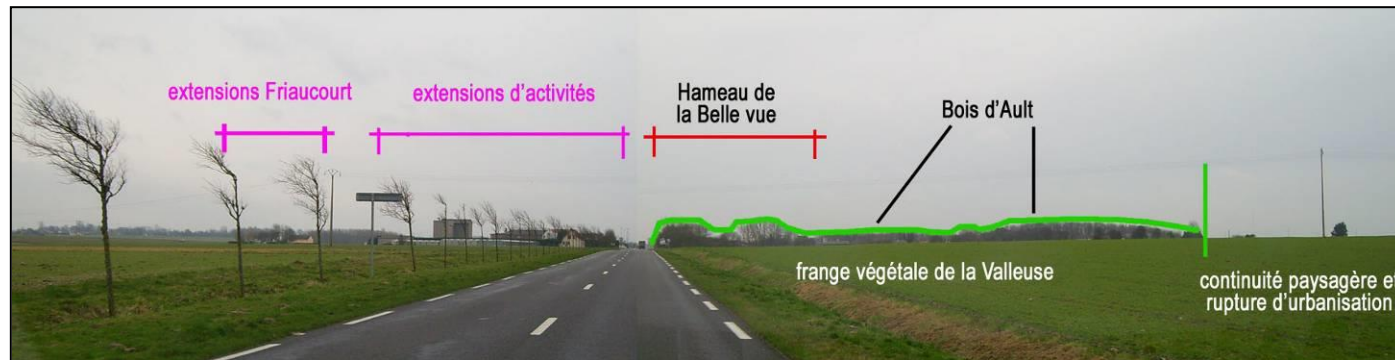 extensions Friaucourt
extensions d'activités
Hameau de
la Belle vue
Bois d'Ault
frange végétale de la Valleuse
continuité paysagère et
rupture d'urbanisation